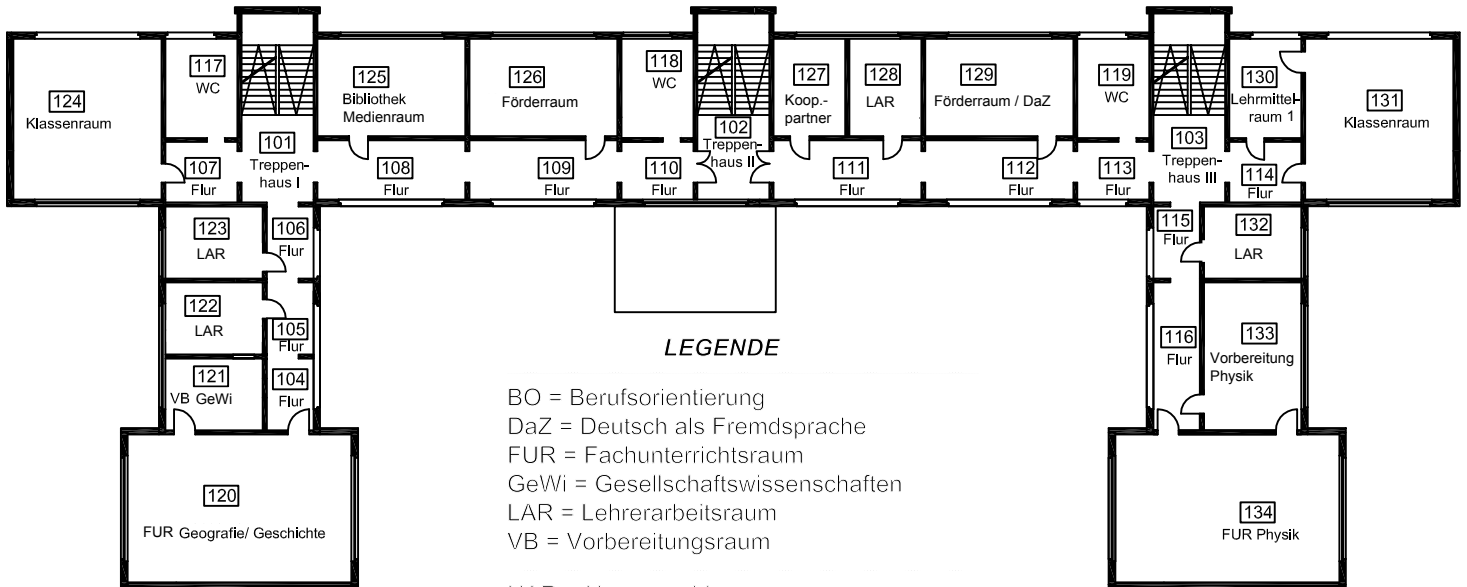 124
Klassenraum
117
WC
101
Treppen-
haus I
107
Flur
125
Bibliothek
Medienraum
126
Förderraum
118
WC
102
Treppen-
haus II
108
Flur
109
Flur
110
Flur
127
Koop.-
partner
128
LAR
129
Förderraum / DaZ
119
WC
103
Treppen-
haus III
111
Flur
112
Flur
113
Flur
130
Lehrmittel-
raum 1
114
Flur
131
Klassenraum
123
LAR
106
Flur
122
LAR
105
Flur
121
VB GeWi
104
Flur
120
FUR Geografie/ Geschichte
115
Flur
132
LAR
116
Flur
133
Vorbereitung
Physik
134
FUR Physik
LEGENDE
BO = Berufsorientierung
DaZ = Deutsch als Fremdsprache
FUR = Fachunterrichtsraum
GeWi = Gesellschaftswissenschaften
LAR = Lehrerarbeitsraum
VB = Vorbereitungsraum